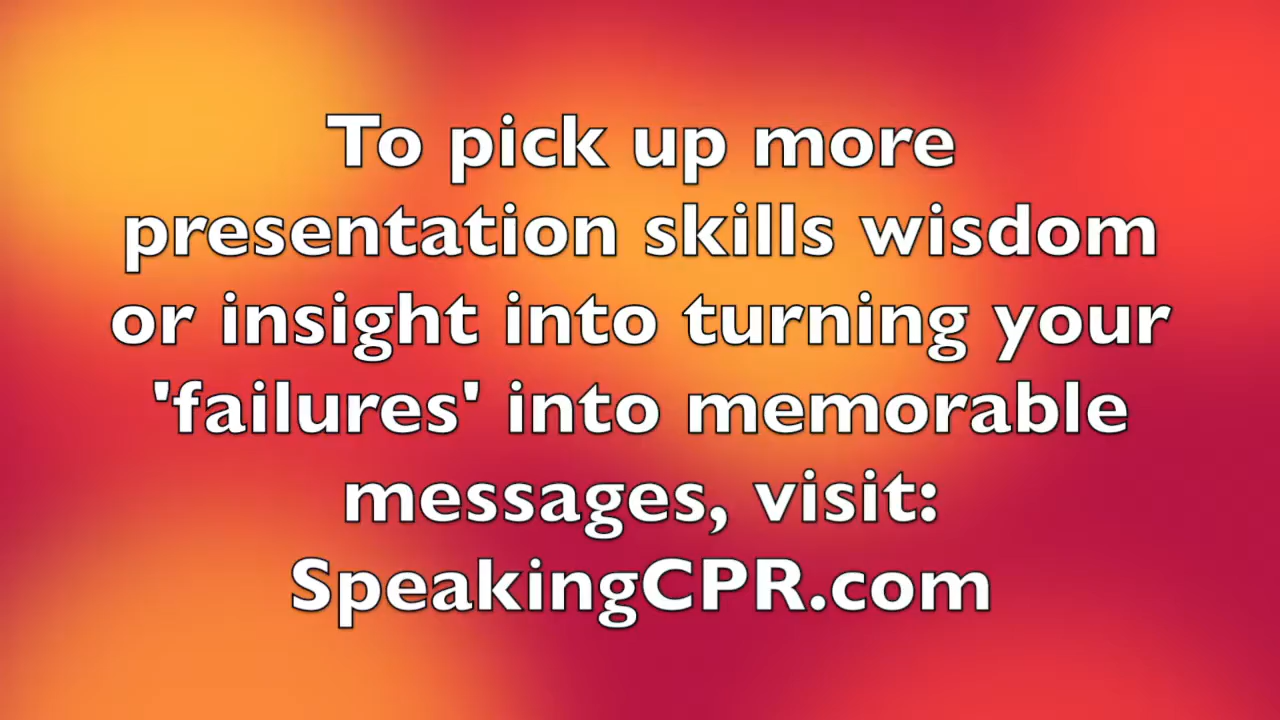 To pick up more
presentation skills wisdom
or insight into turning your
'failures' into memorable
messages, visit:
SpeakingCPR.com